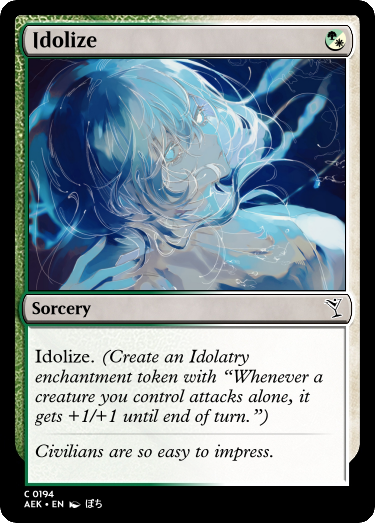 Idolize
Sorcery
Idolize. (Create an Idolatry
enchantment token with “Whenever a
creature you control attacks alone, it
gets +1/+1 until end of turn.”)
Civilians are so easy to impress.
C 0194
AEK • EN ぽち